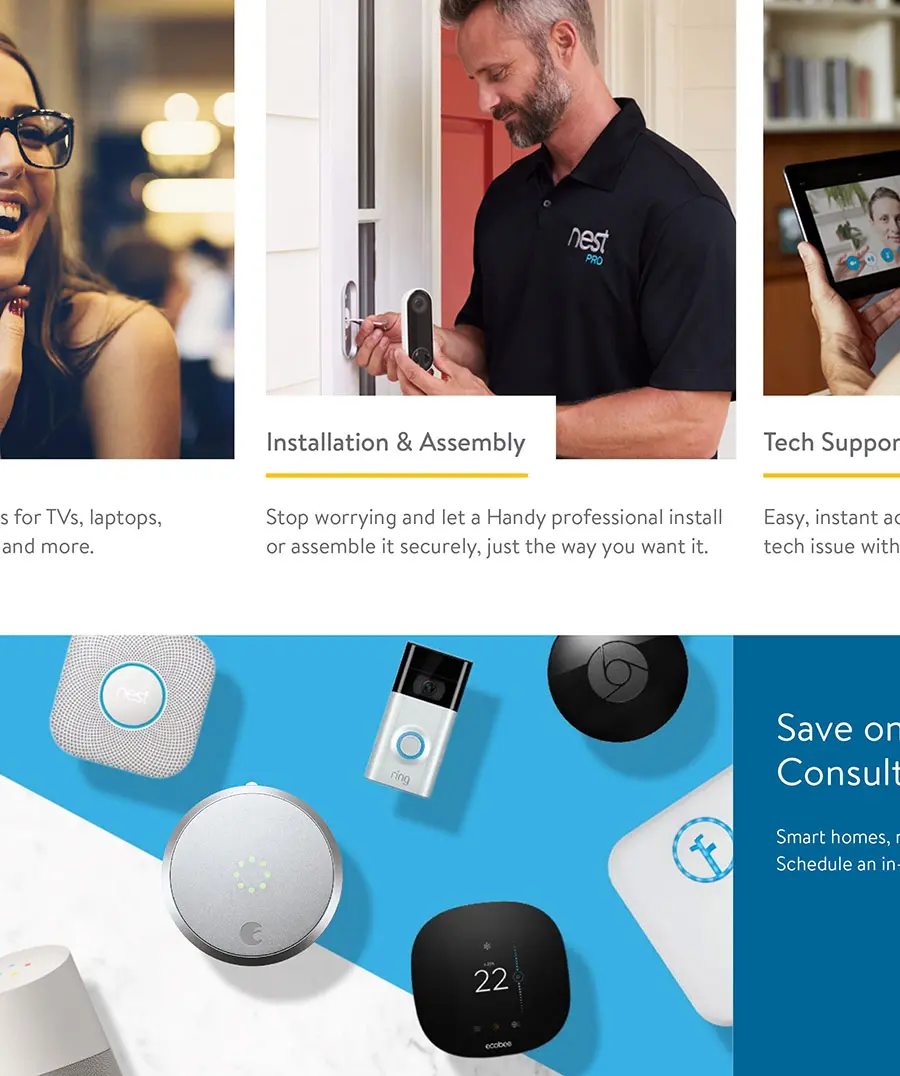 nest
PRO
Installation & Assembly
Tech Suppor
s for TVs, laptops,
and more.
Stop worrying and let a Handy professional install
or assemble it securely, just the way you want it.
Easy, instant ac
tech issue with
nest
ring
Save on
Consult
Smart homes, r
Schedule an in-
22
ecobee